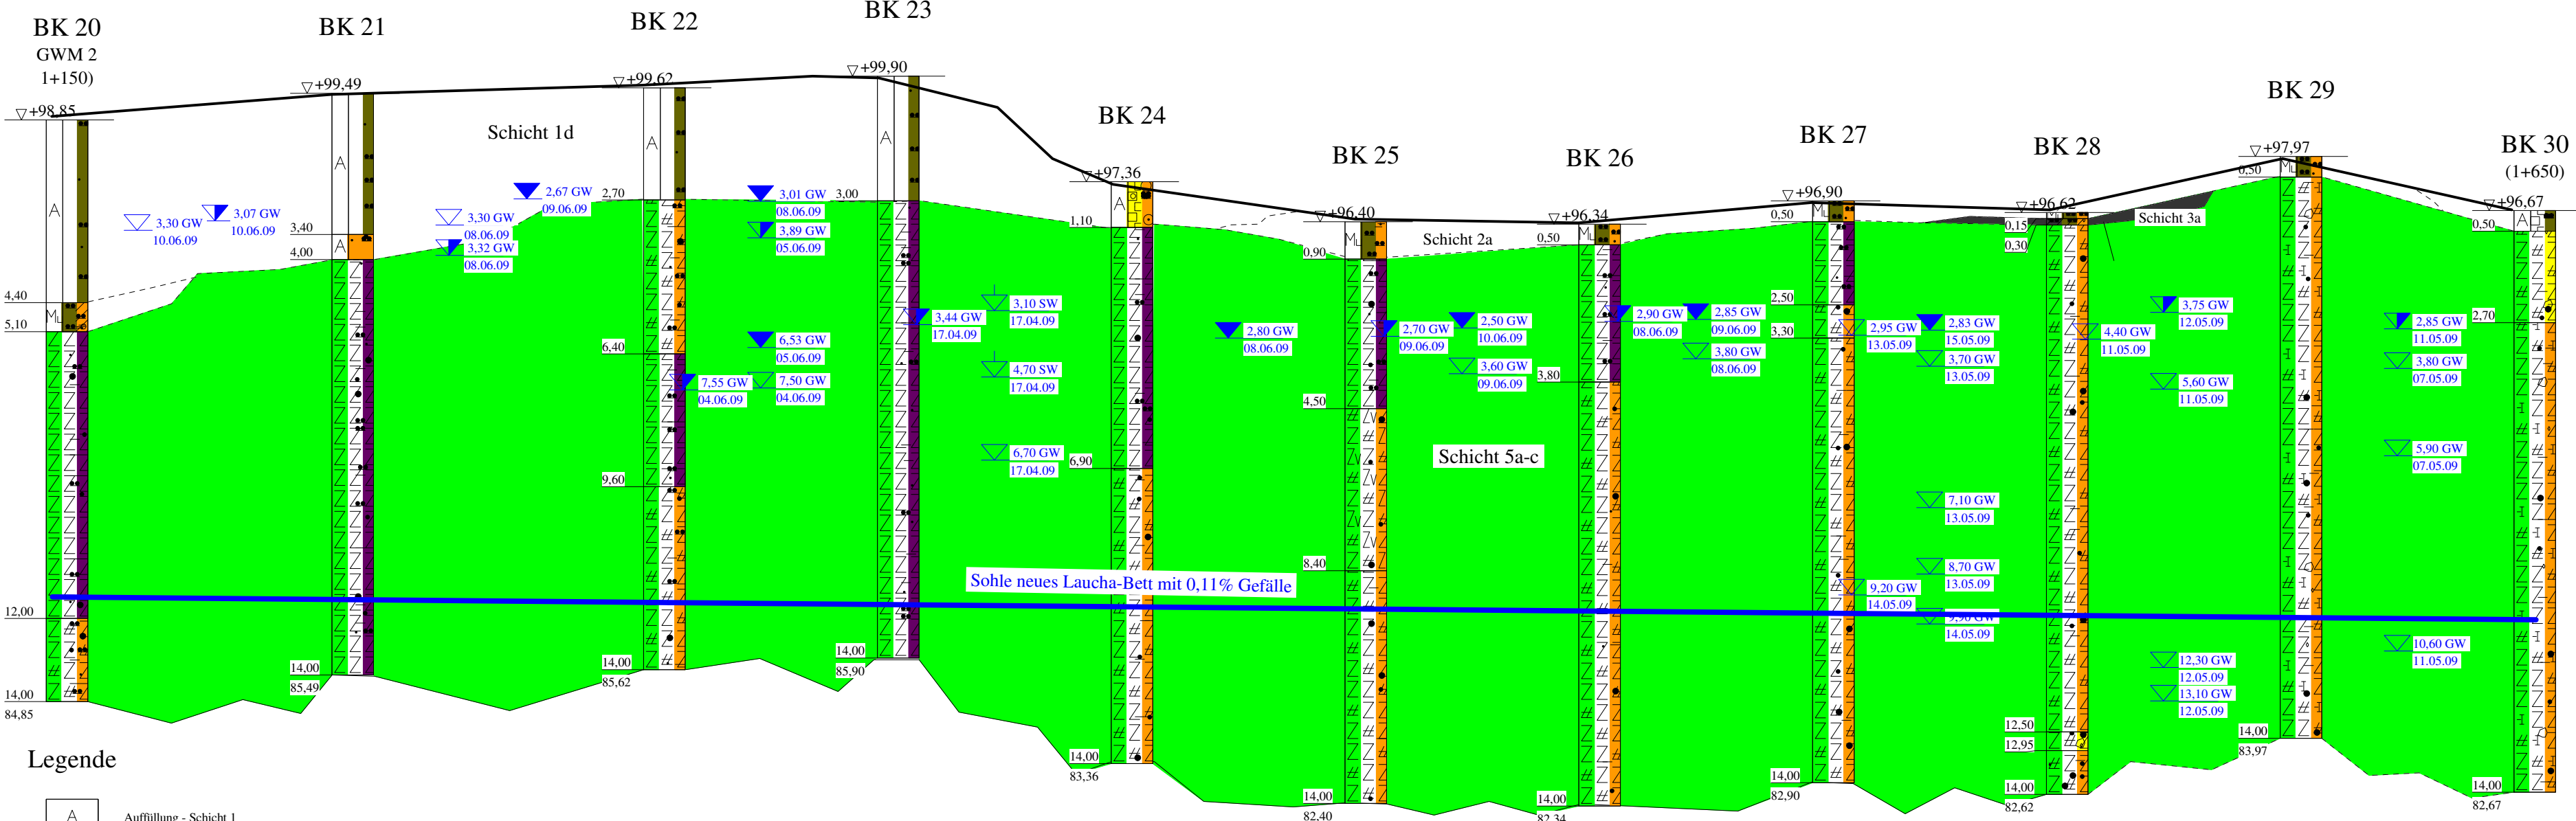 BK 20
GWM 2
1+150)
+98,85
A
4,40
M
5,10
12,00
14,00
84,85
3,30 GW
10.06.09
3,07 GW
10.06.09
BK 21
+99,49
A
3,40
A
4,00
14,00
85,49
3,30 GW
08.06.09
3,32 GW
08.06.09
Schicht 1d
2,67 GW
09.06.09
BK 22
+99,62
A
2,70
6,40
9,60
14,00
85,62
7,55 GW
04.06.09
3,01 GW
08.06.09
3,89 GW
05.06.09
6,53 GW
05.06.09
7,50 GW
04.06.09
BK 23
+99,90
A
3,00
14,00
85,90
3,44 GW
17.04.09
3,10 SW
17.04.09
4,70 SW
17.04.09
6,70 GW
17.04.09
Sohle neues Laucha-Bett mit 0,11% Gefälle
BK 24
+97,36
A
1,10
6,90
14,00
83,36
2,80 GW
08.06.09
BK 25
+96,40
M
0,90
4,50
8,40
14,00
82,40
2,70 GW
09.06.09
2,50 GW
10.06.09
3,60 GW
09.06.09
Schicht 2a
Schicht 5a-c
BK 26
+96,34
M
0,50
3,80
14,00
82,34
2,90 GW
08.06.09
2,85 GW
09.06.09
3,80 GW
08.06.09
BK 27
+96,90
M
0,50
2,50
3,30
14,00
82,90
2,95 GW
13.05.09
9,20 GW
14.05.09
2,83 GW
15.05.09
3,70 GW
13.05.09
7,10 GW
13.05.09
8,70 GW
13.05.09
9,90 GW
14.05.09
BK 28
+96,62
0,15
0,30
12,50
12,95
14,00
82,62
4,40 GW
11.05.09
Schicht 3a
3,75 GW
12.05.09
5,60 GW
11.05.09
12,30 GW
12.05.09
13,10 GW
12.05.09
BK 29
+97,97
M
0,50
14,00
83,97
2,85 GW
11.05.09
3,80 GW
07.05.09
5,90 GW
07.05.09
10,60 GW
11.05.09
BK 30
(1+650)
+96,67
A
0,50
2,70
14,00
82,67
Legende
A
Auffüllung - Schicht 1